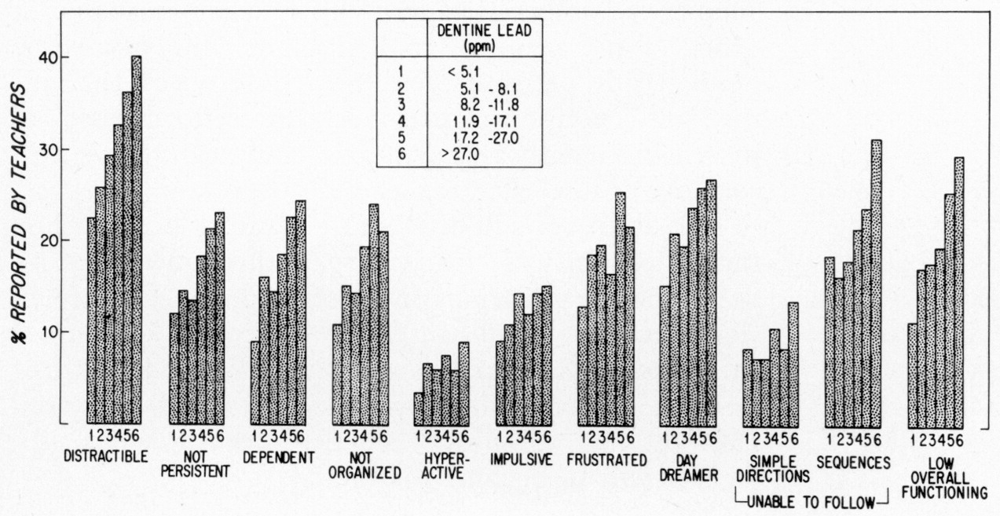 DENTINE LEAD
(ppm)
1 < 5.1
2 5.1 - 8.1
3 8.2 -11.8
4 11.9 -17.1
5 17.2 -27.0
6 > 27.0
% REPORTED BY TEACHERS
40
30
20
10
123456 123456 123456 123456 123456 123456 123456 123456 123456 123456 123456
DISTRACTIBLE
NOT
PERSISTENT
DEPENDENT
NOT
ORGANIZED
HYPER-
ACTIVE
IMPULSIVE
FRUSTRATED
DAY
DREAMER
SIMPLE
DIRECTIONS
SEQUENCES
UNABLE TO FOLLOW
LOW
OVERALL
FUNCTIONING